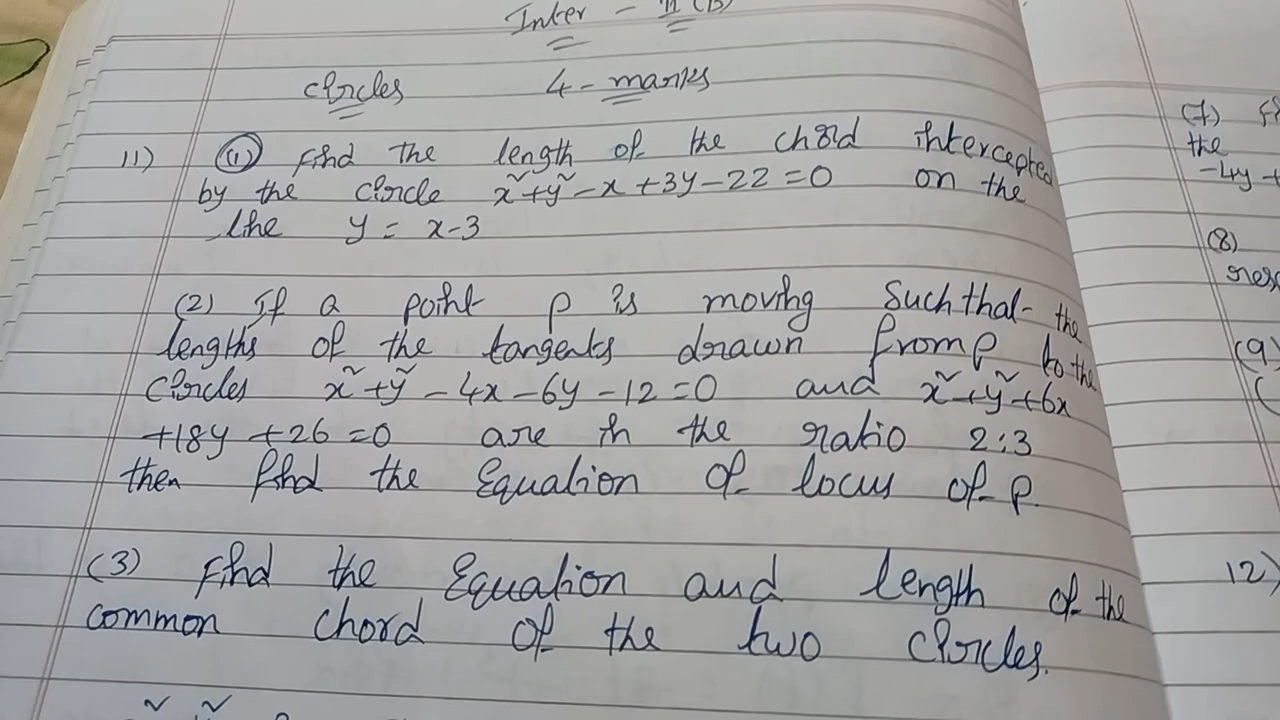 Inter - II (B)
circles 4-marks
11) (1) Find the length of the chord intercepted
by the circle x²+y²-x+3y-22=0 on the
line y = x-3
(2) If a point P is moving Such that the
lengths of the tangents drawn from P to the
circles x²+y²-4x-6y-12=0 and x²+y²+6x
+18y+26=0 are in the ratio 2:3
then find the Equation of locus of P.
(3) Find the Equation and length of the
common chord of the two circles.
(7)
the
-4y+
(8)
(9)
12)